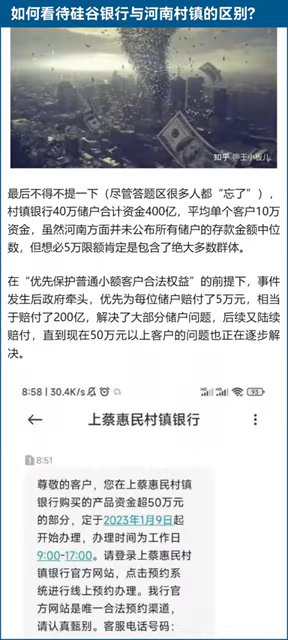 如何看待硅谷银行与河南村镇的区别?
知乎 @王小板儿
最后不得不提一下（尽管答题区很多人都“忘了”），
村镇银行40万储户合计资金400亿，平均单个客户10万
资金，虽然河南方面并未公布所有储户的存款金额中位
数，但想必5万限额肯定是包含了绝大多数群体。
在“优先保护普通小额客户合法权益”的前提下，事件
发生后政府牵头，优先为每位储户赔付了5万元，相当
于赔付了200亿，解决了大部分储户问题，后续又陆续
赔付，直到现在50万元以上客户的问题也正在逐步解
决。
8:58 | 30.4K/s
93
上蔡惠民村镇银行
1 8:51
尊敬的客户，您在上蔡惠民村镇
银行购买的产品资金超50万元
的部分，定于2023年1月9日起
开始办理，办理时间为工作日
9:00-17:00。请登录上蔡惠民村
镇银行官方网站，点击预约系
统进行线上预约办理。我行官
方网站是唯一合法预约渠道，
请认真甄别。客服电话号码：